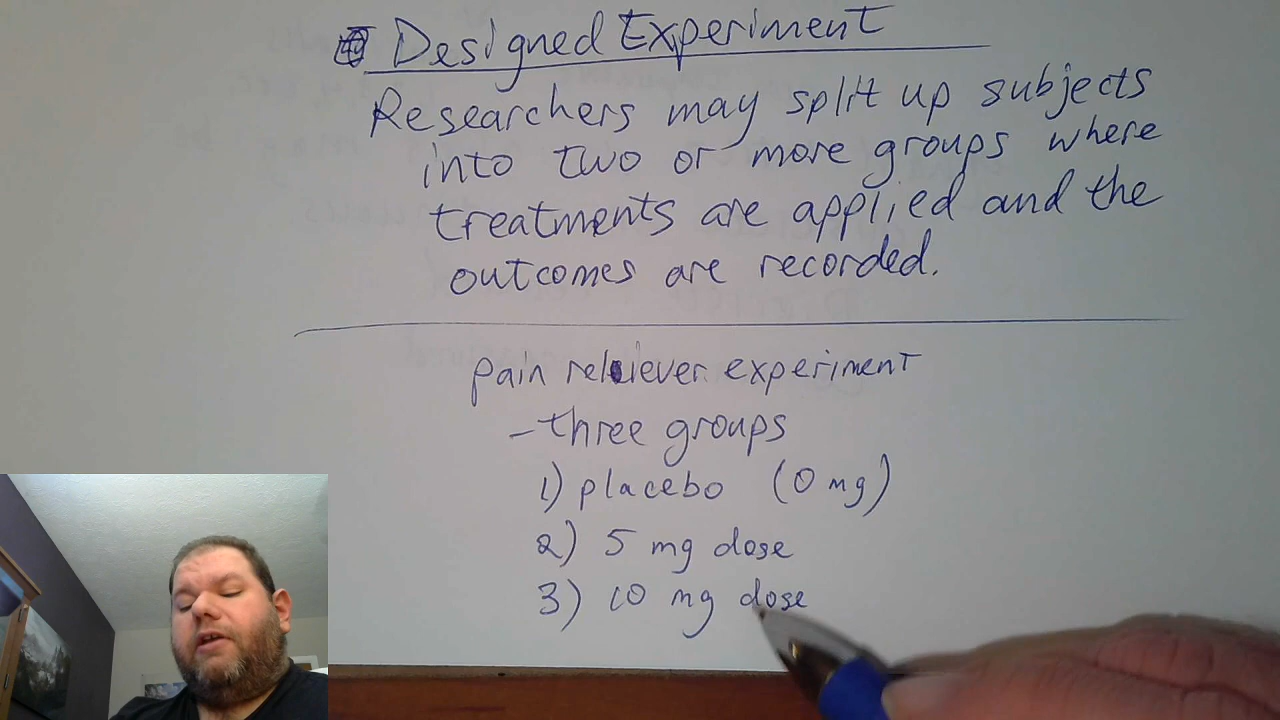 Designed Experiment
Researchers may split up subjects
into two or more groups where
treatments are applied and the
outcomes are recorded.
pain reliever experiment
- three groups
1) placebo (0 mg)
2) 5 mg dose
3) 10 mg dose